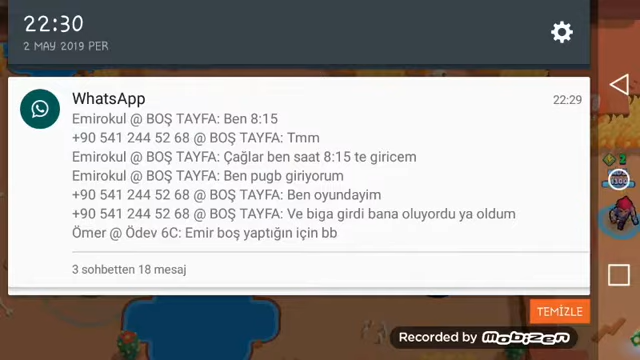 22:30
2 MAY 2019 PER
WhatsApp
22:29
Emirokul @ BOŞ TAYFA: Ben 8:15
+90 541 244 52 68 @ BOŞ TAYFA: Tmm
Emirokul @ BOŞ TAYFA: Çağlar ben saat 8:15 te giricem
Emirokul @ BOŞ TAYFA: Ben pugb giriyorum
+90 541 244 52 68 @ BOŞ TAYFA: Ben oyundayim
+90 541 244 52 68 @ BOŞ TAYFA: Ve biga girdi bana oluyordu ya oldum
Ömer @ Ödev 6C: Emir boş yaptığın için bb
3 sohbetten 18 mesaj
2
TEMİZLE
Recorded by Mobizen